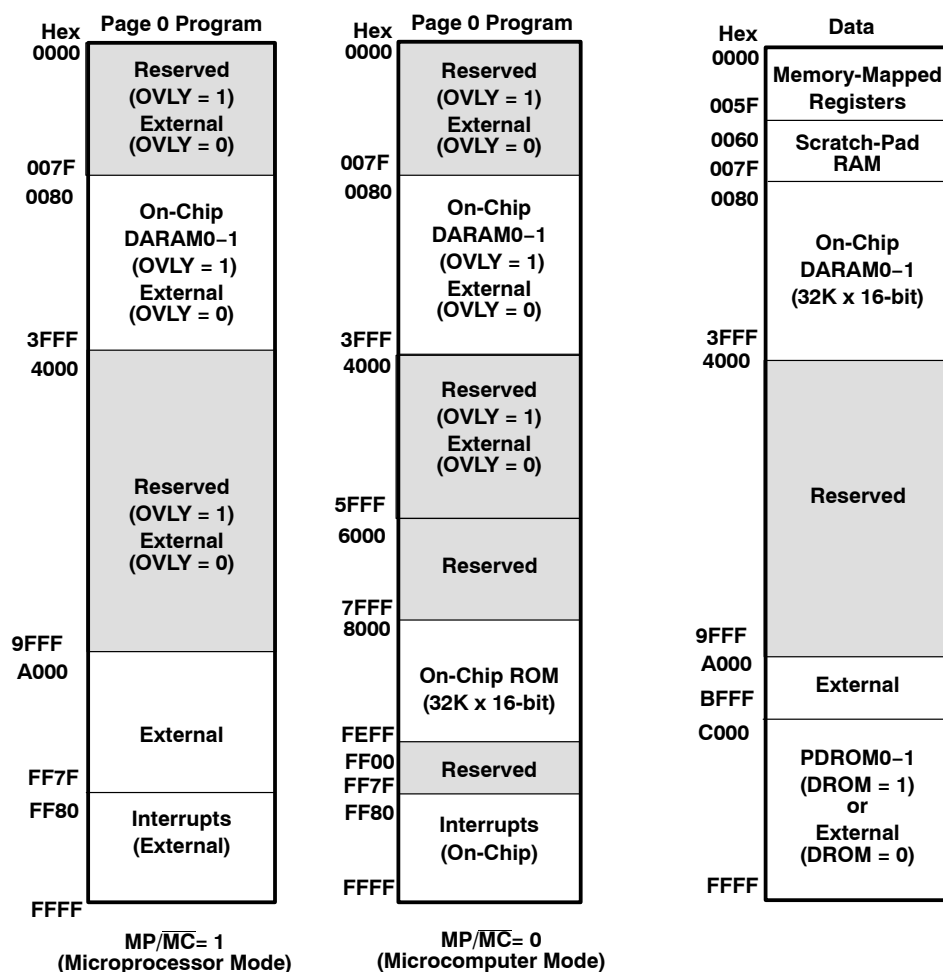 Hex
Page 0 Program
0000
Reserved
(OVLY = 1)
External
(OVLY = 0)
007F
0080
On-Chip
DARAM0−1
(OVLY = 1)
External
(OVLY = 0)
3FFF
4000
Reserved
(OVLY = 1)
External
(OVLY = 0)
9FFF
A000
External
FF7F
FF80
Interrupts
(External)
FFFF
MP/M̅C̅= 1
(Microprocessor Mode)
Hex
Page 0 Program
0000
Reserved
(OVLY = 1)
External
(OVLY = 0)
007F
0080
On-Chip
DARAM0−1
(OVLY = 1)
External
(OVLY = 0)
3FFF
4000
Reserved
(OVLY = 1)
External
(OVLY = 0)
5FFF
6000
Reserved
7FFF
8000
On-Chip ROM
(32K x 16-bit)
FEFF
FF00
Reserved
FF7F
FF80
Interrupts
(On-Chip)
FFFF
MP/M̅C̅= 0
(Microcomputer Mode)
Hex
Data
0000
Memory-Mapped
Registers
005F
0060
Scratch-Pad
RAM
007F
0080
On-Chip
DARAM0−1
(32K x 16-bit)
3FFF
4000
Reserved
9FFF
A000
External
BFFF
C000
PDROM0−1
(DROM = 1)
or
External
(DROM = 0)
FFFF